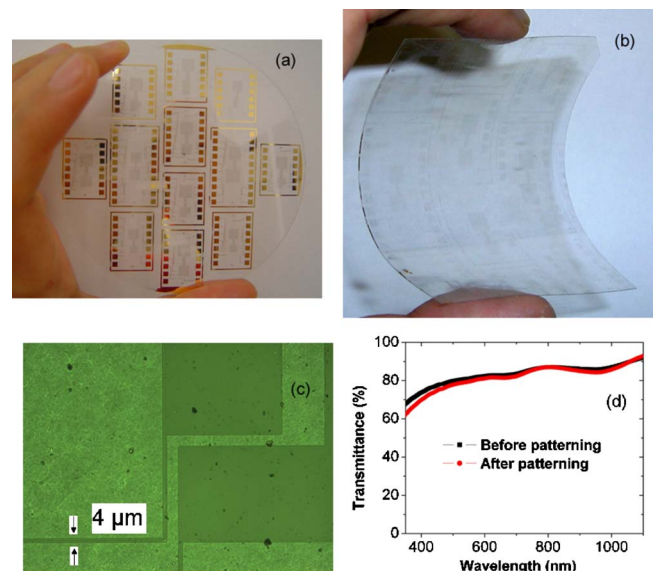 (a)
(b)
(c)
4 μm
(d)
Transmittance (%)
100
80
60
40
20
0
Before patterning
After patterning
400 600 800 1000
Wavelength (nm)